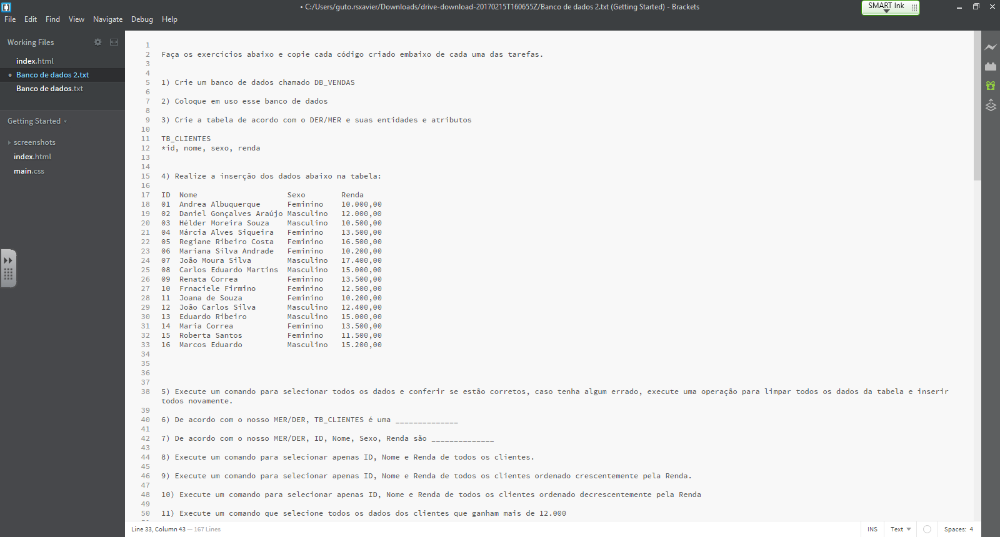 • C:/Users/guto.rsxavier/Downloads/drive-download-20170215T160655Z/Banco de dados 2.txt (Getting Started) - Brackets
SMART Ink
File Edit Find View Navigate Debug Help
Working Files
index.html
• Banco de dados 2.txt
Banco de dados.txt
Getting Started
screenshots
index.html
main.css
1
2 Faça os exercícios abaixo e copie cada código criado embaixo de cada uma das tarefas.
3
4
5 1) Crie um banco de dados chamado DB_VENDAS
6
7 2) Coloque em uso esse banco de dados
8
9 3) Crie a tabela de acordo com o DER/MER e suas entidades e atributos
10
11 TB_CLIENTES
12 *id, nome, sexo, renda
13
14
15 4) Realize a inserção dos dados abaixo na tabela:
16
17 ID Nome Sexo Renda
18 01 Andrea Albuquerque Feminino 10.000,00
19 02 Daniel Gonçalves Araújo Masculino 12.000,00
20 03 Hélder Moreira Souza Masculino 10.500,00
21 04 Márcia Alves Siqueira Feminino 13.500,00
22 05 Regiane Ribeiro Costa Feminino 16.500,00
23 06 Mariana Silva Andrade Feminino 10.200,00
24 07 João Moura Silva Masculino 17.400,00
25 08 Carlos Eduardo Martins Masculino 15.000,00
26 09 Renata Correa Feminino 13.500,00
27 10 Frnaciele Firmino Feminino 12.500,00
28 11 Joana de Souza Feminino 10.200,00
29 12 João Carlos Silva Masculino 12.400,00
30 13 Eduardo Ribeiro Masculino 15.000,00
31 14 Maria Correa Feminino 13.500,00
32 15 Roberta Santos Feminino 11.500,00
33 16 Marcos Eduardo Masculino 15.200,00
34
35
36
37
38 5) Execute um comando para selecionar todos os dados e conferir se estão corretos, caso tenha algum errado, execute uma operação para limpar todos os dados da tabela e inserir
todos novamente.
39
40 6) De acordo com o nosso MER/DER, TB_CLIENTES é uma ______________
41
42 7) De acordo com o nosso MER/DER, ID, Nome, Sexo, Renda são ______________
43
44 8) Execute um comando para selecionar apenas ID, Nome e Renda de todos os clientes.
45
46 9) Execute um comando para selecionar apenas ID, Nome e Renda de todos os clientes ordenado crescentemente pela Renda.
47
48 10) Execute um comando para selecionar apenas ID, Nome e Renda de todos os clientes ordenado decrescentemente pela Renda
49
50 11) Execute um comando que selecione todos os dados dos clientes que ganham mais de 12.000
Line 33, Column 43 — 167 Lines
INS Text Spaces: 4